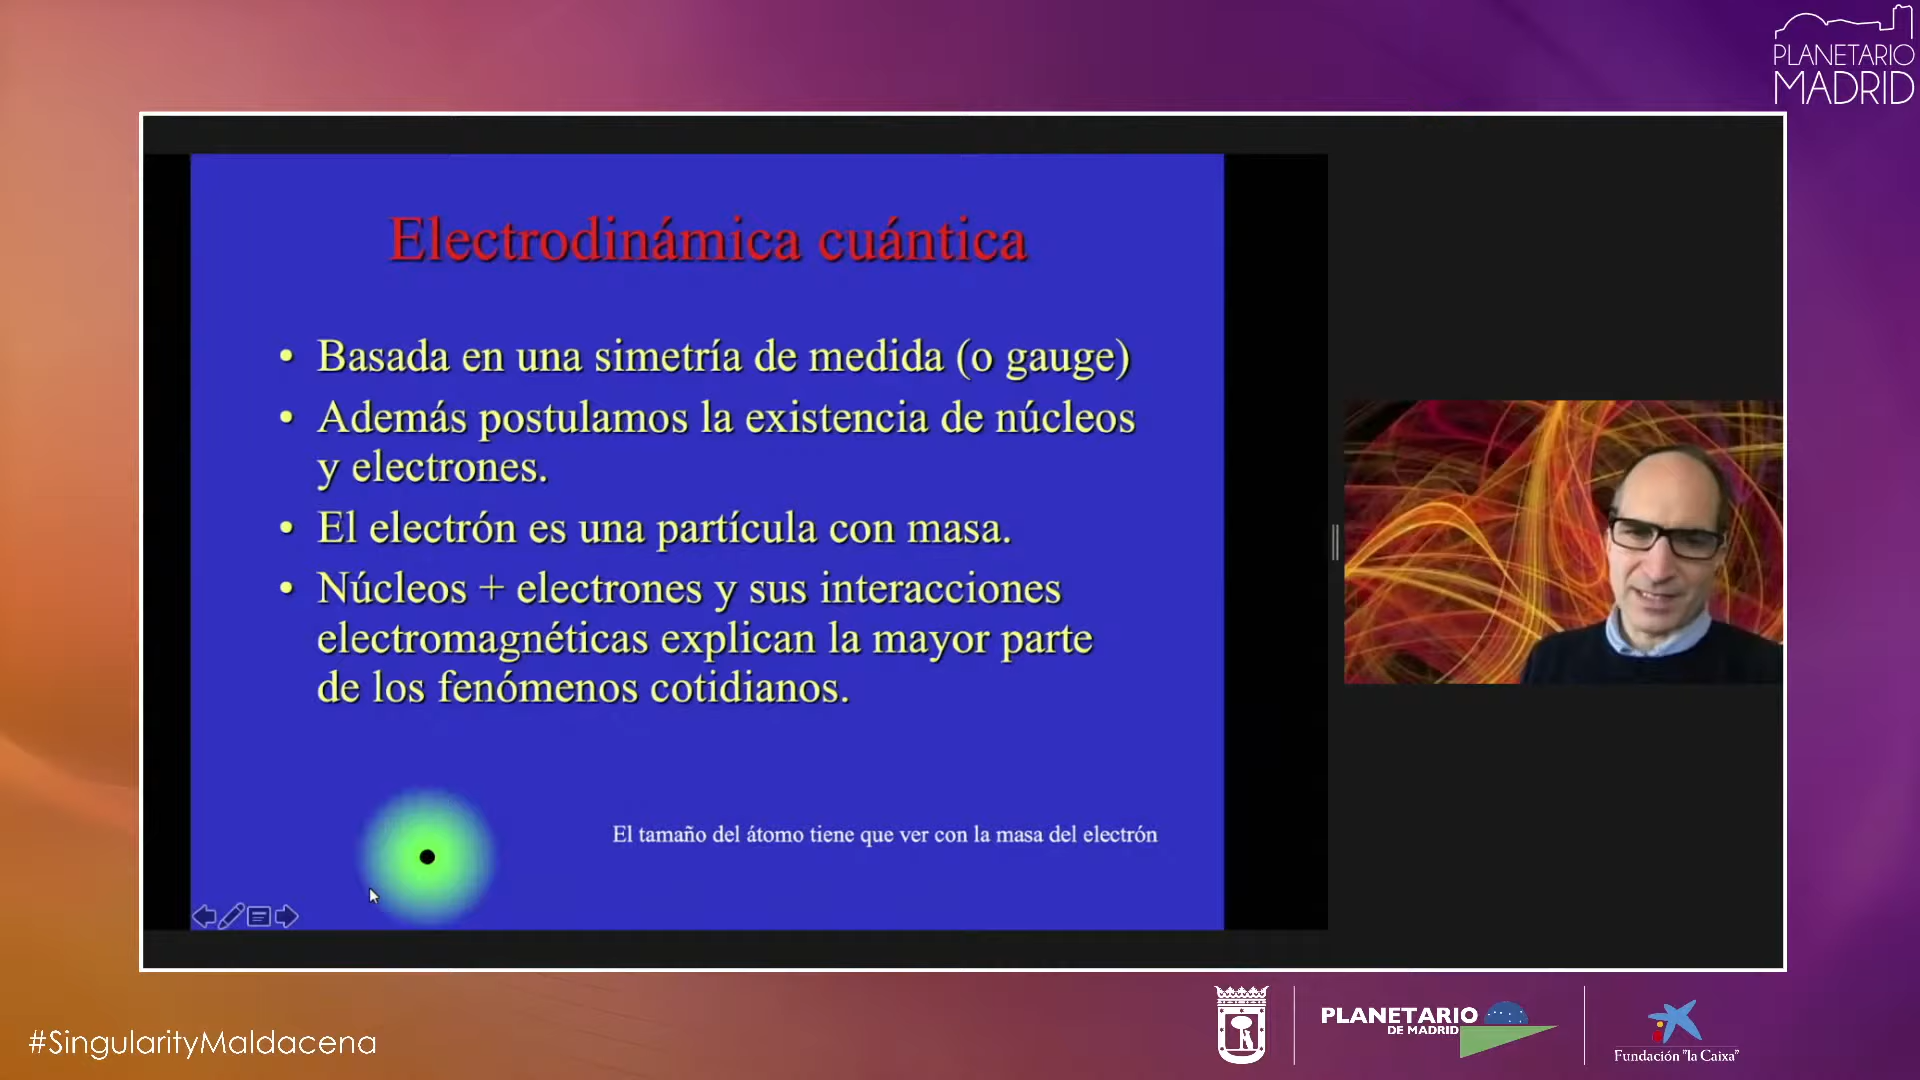 PLANETARIO
MADRID
Electrodinámica cuántica
• Basada en una simetría de medida (o gauge)
• Además postulamos la existencia de núcleos
y electrones.
• El electrón es una partícula con masa.
• Núcleos + electrones y sus interacciones
electromagnéticas explican la mayor parte
de los fenómenos cotidianos.
El tamaño del átomo tiene que ver con la masa del electrón
#SingularityMaldacena
PLANETARIO
DE MADRID
Fundación "la Caixa"